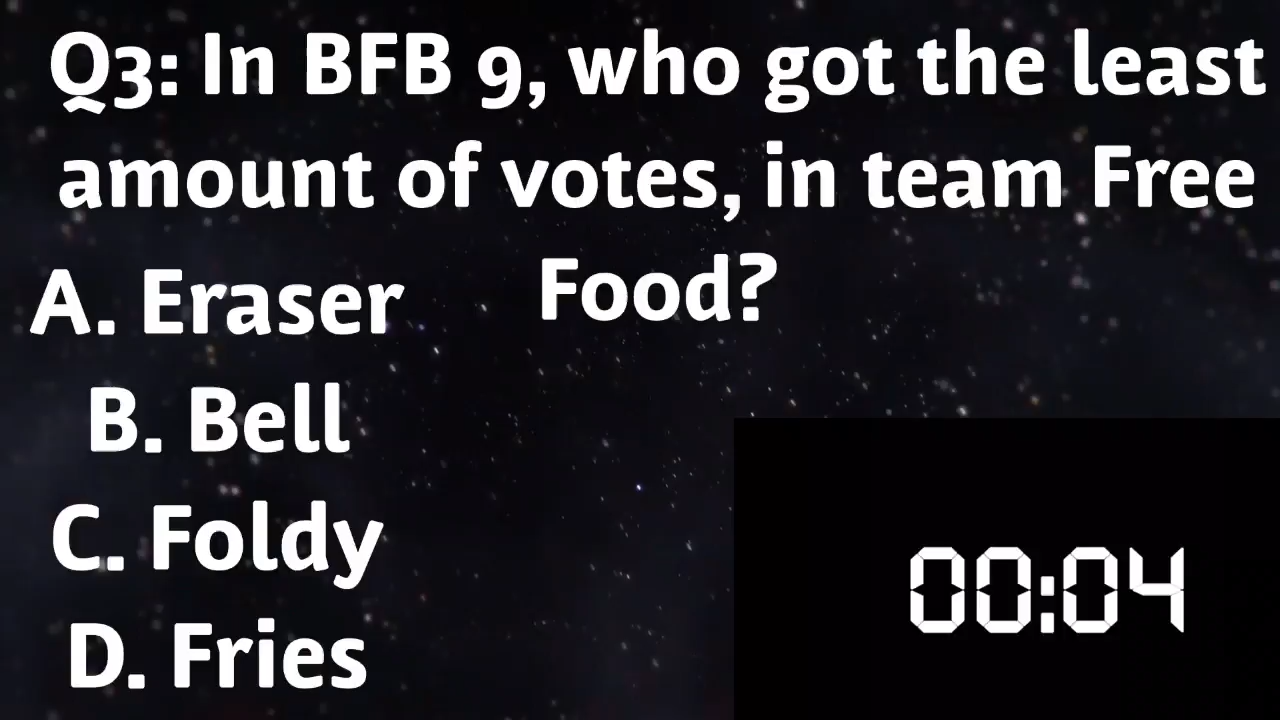 Q3: In BFB 9, who got the least
amount of votes, in team Free
Food?
A. Eraser
B. Bell
C. Foldy
D. Fries
00:04